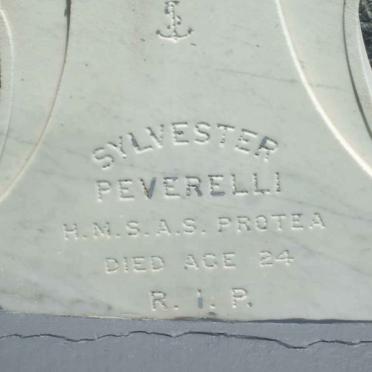 SYLVESTER
PEVERELLI
H.M.S.A.S. PROTEA
DIED AGE 24
R. I. P.